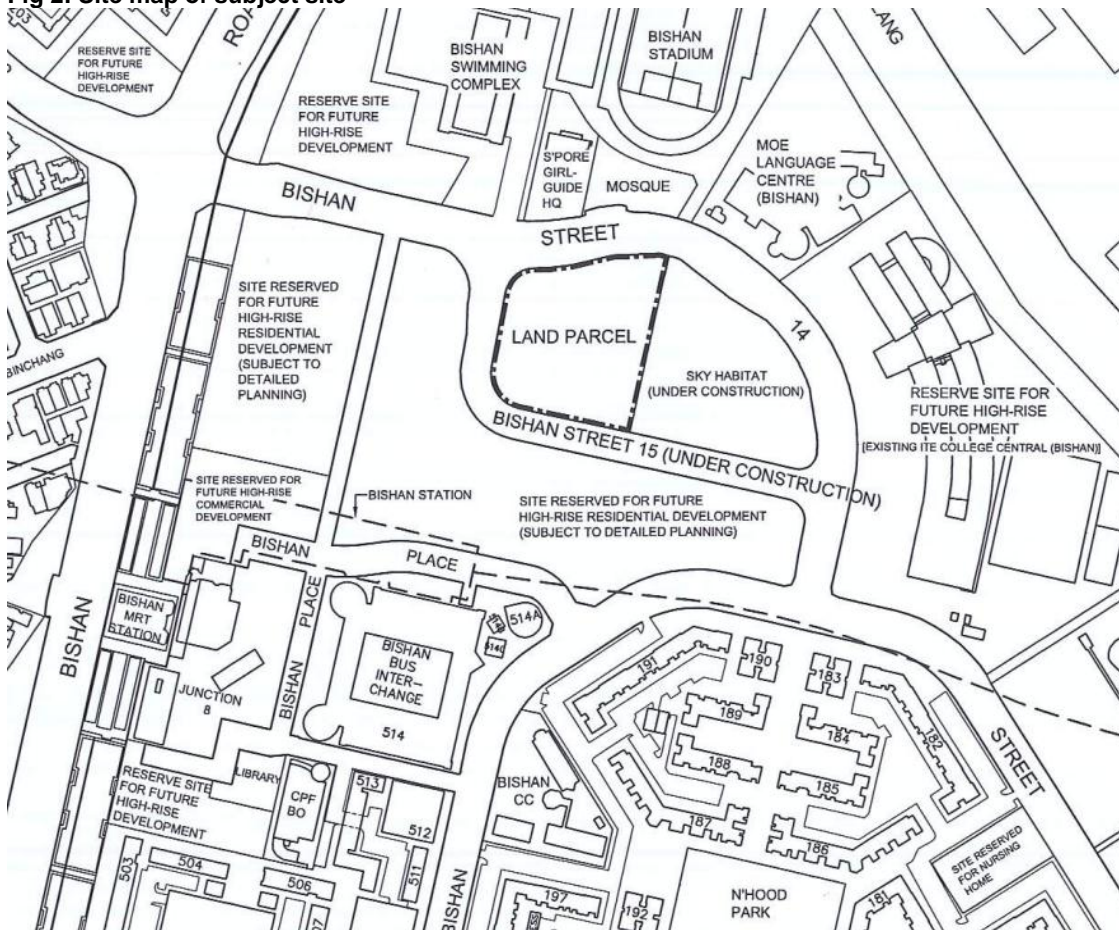 Fig 2: Site map of subject site
RESERVE SITE
FOR FUTURE
HIGH-RISE
DEVELOPMENT
ROAD
RESERVE SITE
FOR FUTURE
HIGH-RISE
DEVELOPMENT
BISHAN
SWIMMING
COMPLEX
BISHAN
STADIUM
LANG
S'PORE
GIRL-
GUIDE
HQ
MOSQUE
MOE
LANGUAGE
CENTRE
(BISHAN)
BISHAN
STREET
14
SITE RESERVED
FOR FUTURE
HIGH-RISE
RESIDENTIAL
DEVELOPMENT
(SUBJECT TO
DETAILED
PLANNING)
LAND PARCEL
SKY HABITAT
(UNDER CONSTRUCTION)
BINCHANG
RESERVE SITE FOR
FUTURE HIGH-RISE
DEVELOPMENT
[EXISTING ITE COLLEGE CENTRAL (BISHAN)]
BISHAN STREET 15 (UNDER CONSTRUCTION)
SITE RESERVED FOR
FUTURE HIGH-RISE
COMMERCIAL
DEVELOPMENT
BISHAN STATION
SITE RESERVED FOR FUTURE
HIGH-RISE RESIDENTIAL DEVELOPMENT
(SUBJECT TO DETAILED PLANNING)
BISHAN
PLACE
BISHAN
MRT
STATION
BISHAN
BISHAN PLACE
BISHAN
BUS
INTER-
CHANGE
514
514A
514C
JUNCTION
8
191
190
183
189
184
182
188
185
187
186
STREET
RESERVE SITE
FOR FUTURE
HIGH-RISE
DEVELOPMENT
LIBRARY
CPF
BO
513
512
511
BISHAN
CC
BISHAN
503
504
506
197
192
N'HOOD
PARK
181
SITE RESERVED
FOR NURSING
HOME